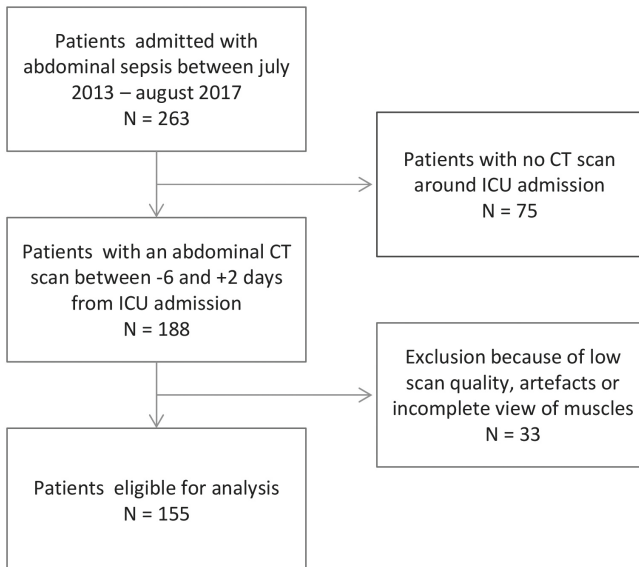 Patients admitted with
abdominal sepsis between july
2013 – august 2017
N = 263
Patients with no CT scan
around ICU admission
N = 75
Patients with an abdominal CT
scan between -6 and +2 days
from ICU admission
N = 188
Exclusion because of low
scan quality, artefacts or
incomplete view of muscles
N = 33
Patients eligible for analysis
N = 155